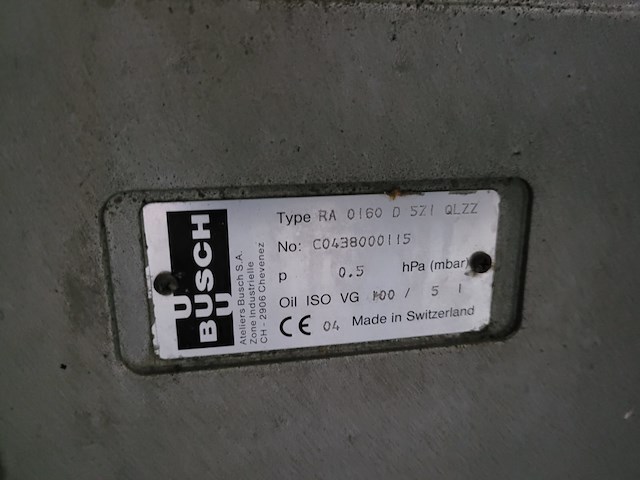 U
BUSCH
U
Ateliers Busch S.A.
Zone Industrielle
CH - 2906 Chevenez
Type RA 0160 D 5Z1 QLZZ
No: C0438000115
p 0.5 hPa (mbar)
Oil ISO VG 100 / 5 l
CE 04 Made in Switzerland